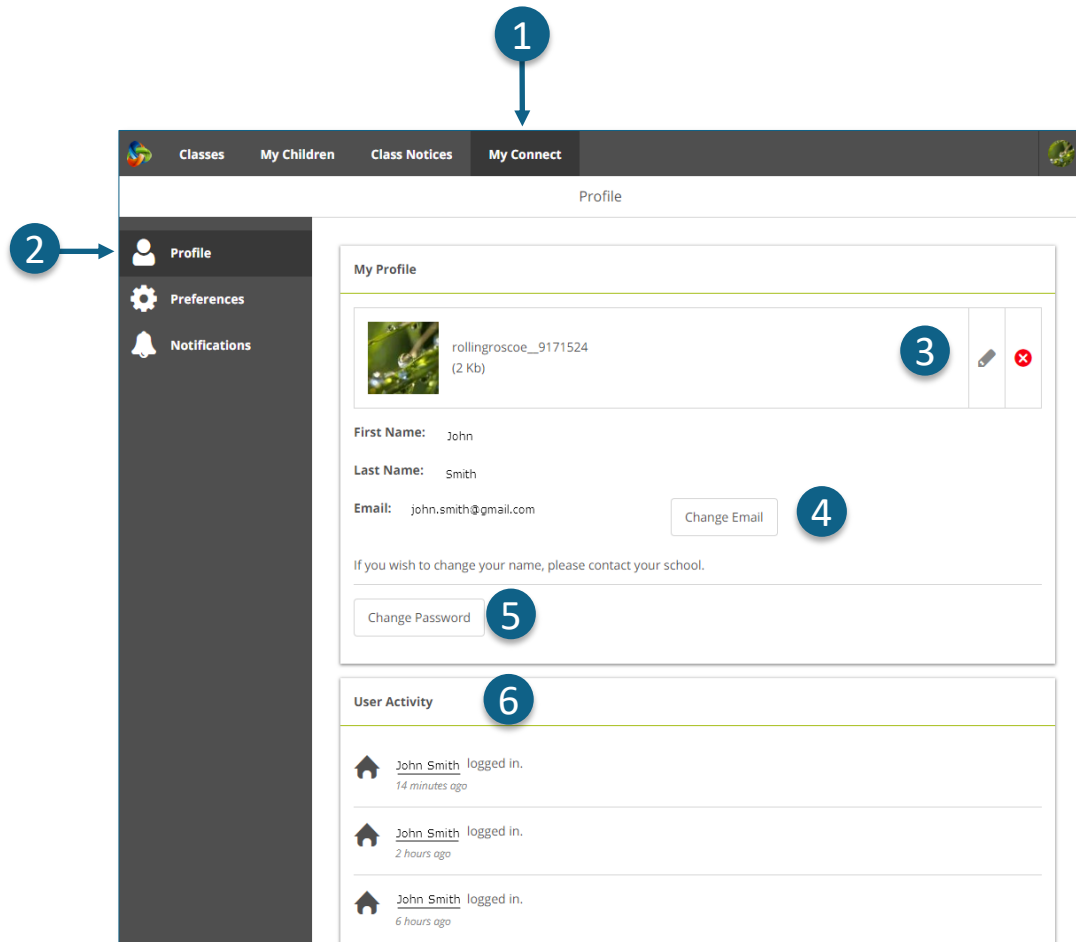 1
Classes My Children Class Notices My Connect
Profile
2
Profile
Preferences
Notifications
My Profile
rollingroscoe__9171524
(2 Kb)
3
First Name: John
Last Name: Smith
Email: john.smith@gmail.com
Change Email
4
If you wish to change your name, please contact your school.
Change Password
5
User Activity
6
John Smith logged in.
14 minutes ago
John Smith logged in.
2 hours ago
John Smith logged in.
6 hours ago